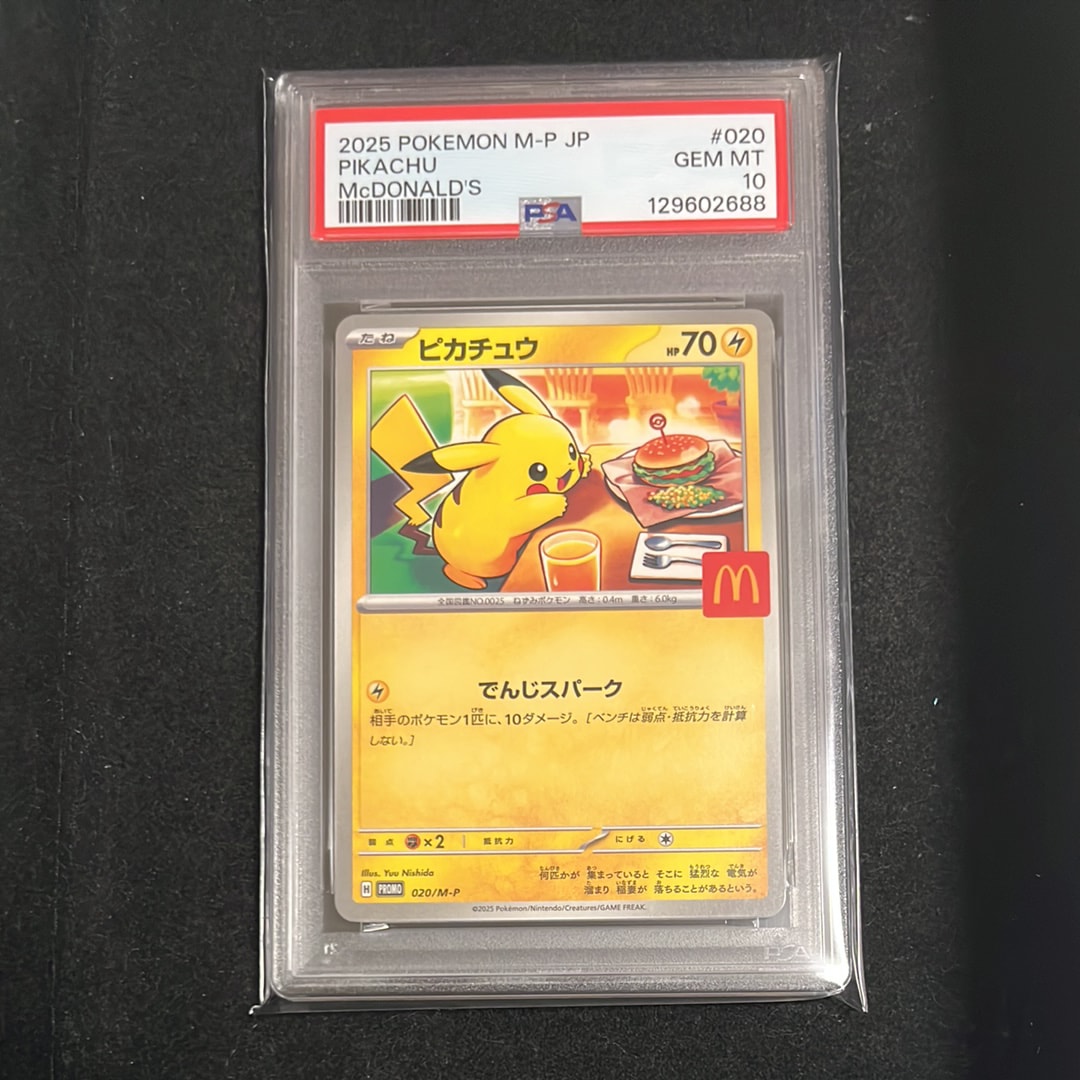 2025 POKEMON M-P JP #020
PIKACHU GEM MT
McDONALD'S 10
PSA 129602688
たね ピカチュウ HP 70
全国図鑑NO.0025 ねずみポケモン 高さ:0.4m 重さ:6.0kg
でんじスパーク
相手のポケモン1匹に、10ダメージ。[ベンチは弱点・抵抗力を計算
しない。]
弱点 ×2 抵抗力 にげる
Illus. Yuu Nishida
何匹かが 集まっていると そこに 猛烈な 電気が
溜まり 稲妻が 落ちることがあるという。
H PROMO 020/M-P
©2025 Pokémon/Nintendo/Creatures/GAME FREAK.
PSA